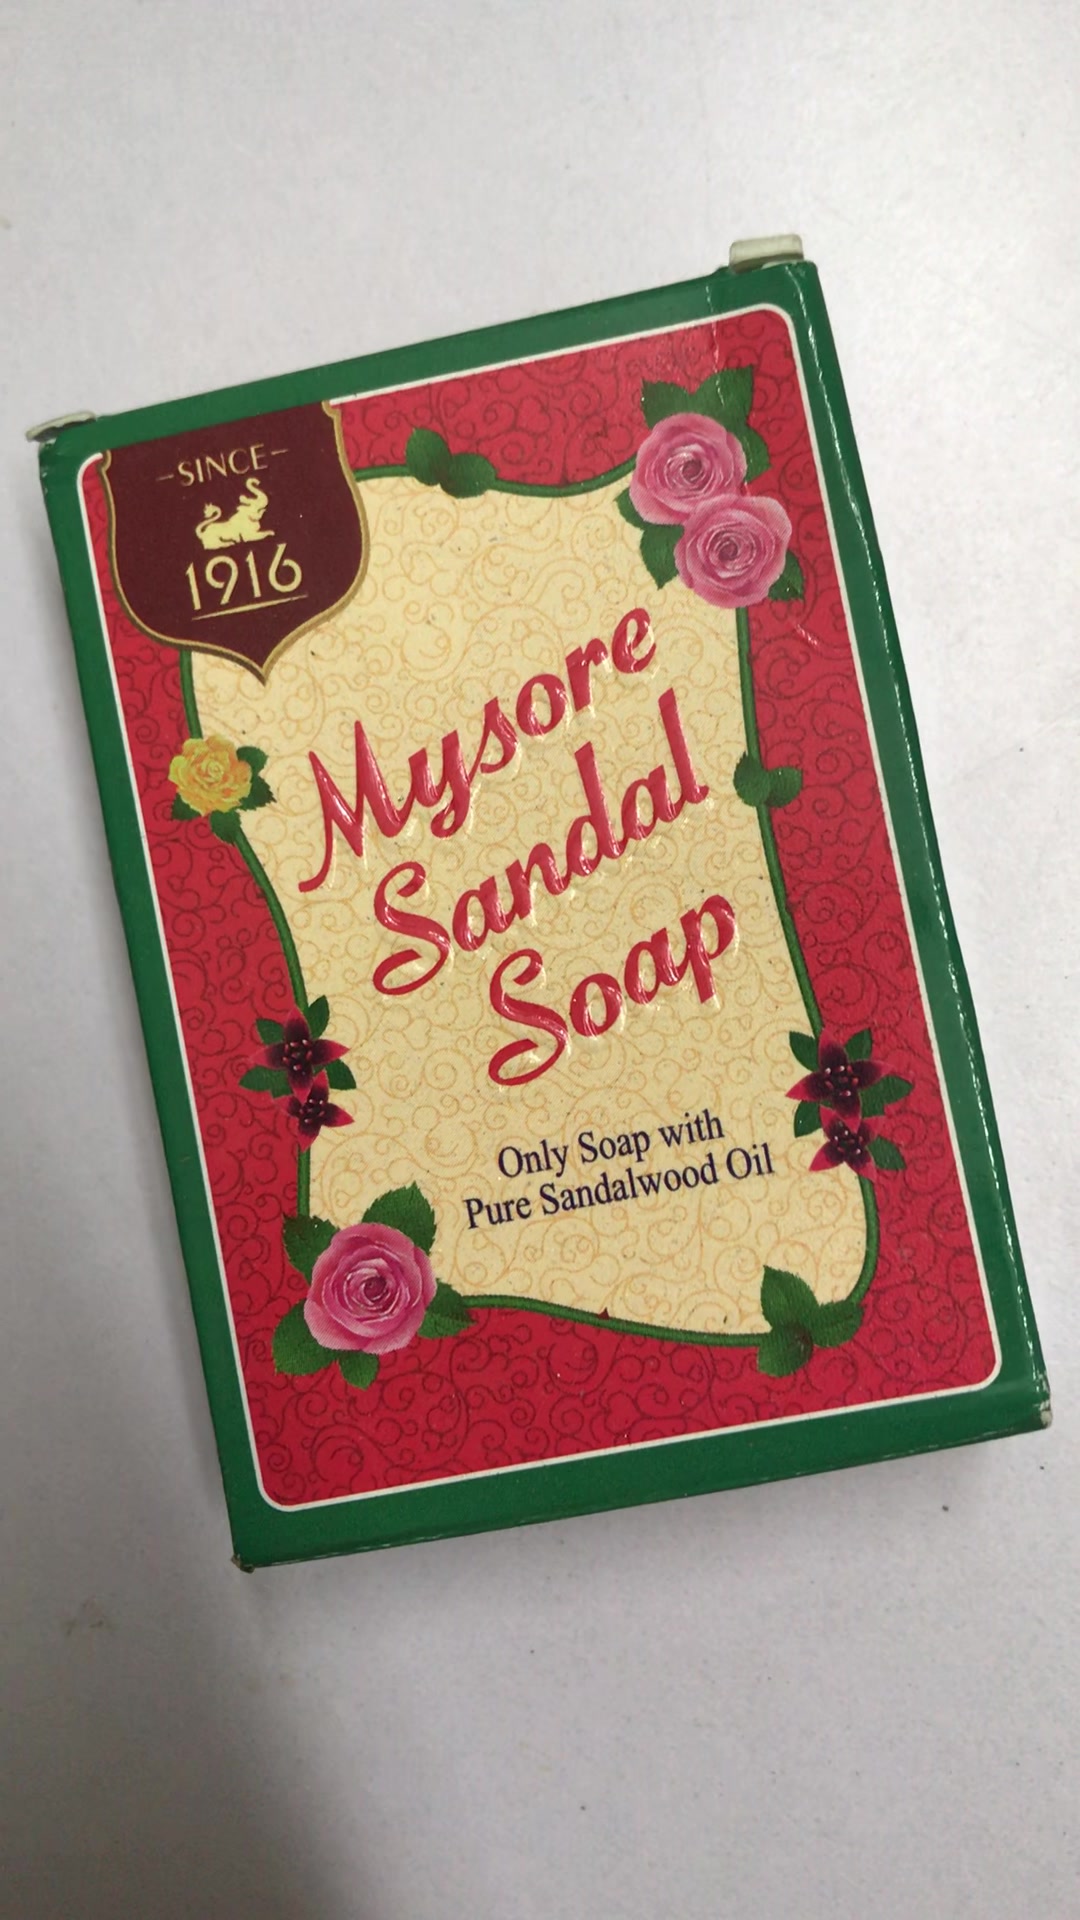 -SINCE-
1916
Mysore
Sandal
Soap
Only Soap with
Pure Sandalwood Oil